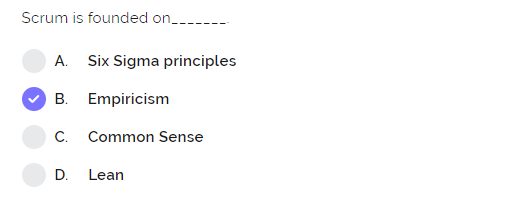 Scrum is founded on_______.
A. Six Sigma principles
B. Empiricism
C. Common Sense
D. Lean